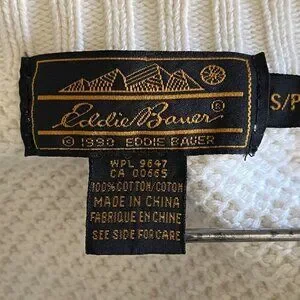 Eddie Bauer ®
© 1990 EDDIE BAUER
S/P
WPL 9647
CA 00665
100% COTTON/COTON
MADE IN CHINA
FABRIQUE EN CHINE
SEE SIDE FOR CARE